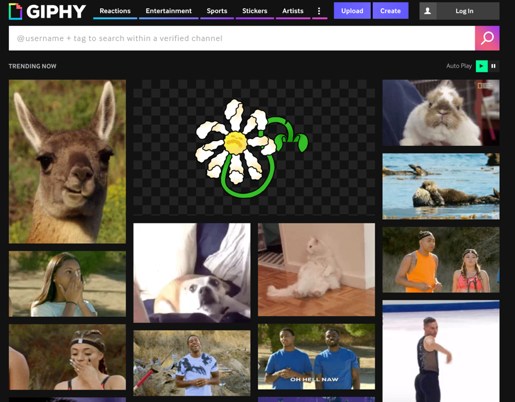 GIPHY
Reactions Entertainment Sports Stickers Artists Upload Create Log In
@username + tag to search within a verified channel
TRENDING NOW Auto Play
OH HELL NAW